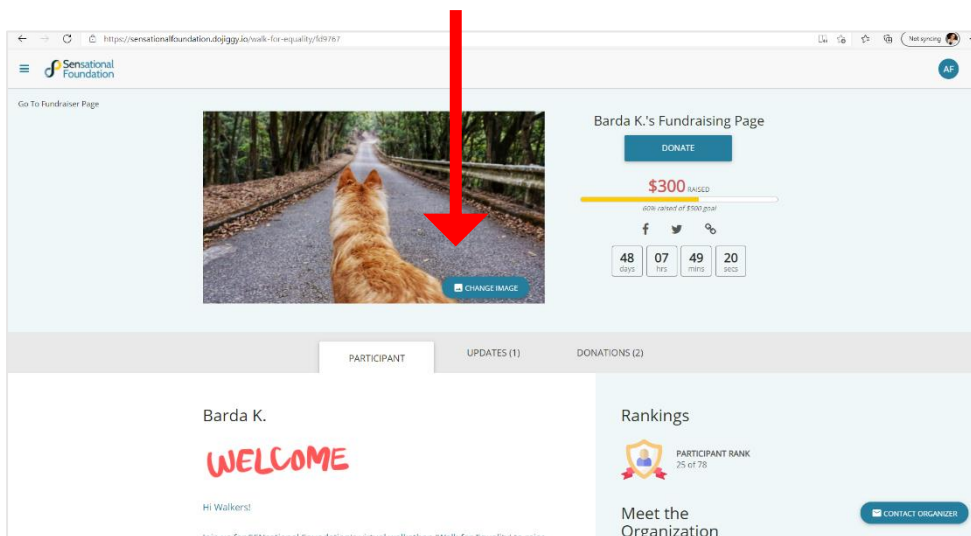 https://sensationalfoundation.dojiggy.io/walk-for-equality/fd9767
Not syncing
Sensational
Foundation
AF
Go To Fundraiser Page
Barda K.'s Fundraising Page
DONATE
$300 RAISED
60% raised of $500 goal
48 07 49 20
days hrs mins secs
CHANGE IMAGE
PARTICIPANT UPDATES (1) DONATIONS (2)
Barda K.
WELCOME
Hi Walkers!
Rankings
PARTICIPANT RANK
25 of 78
Meet the
Organization
CONTACT ORGANIZER